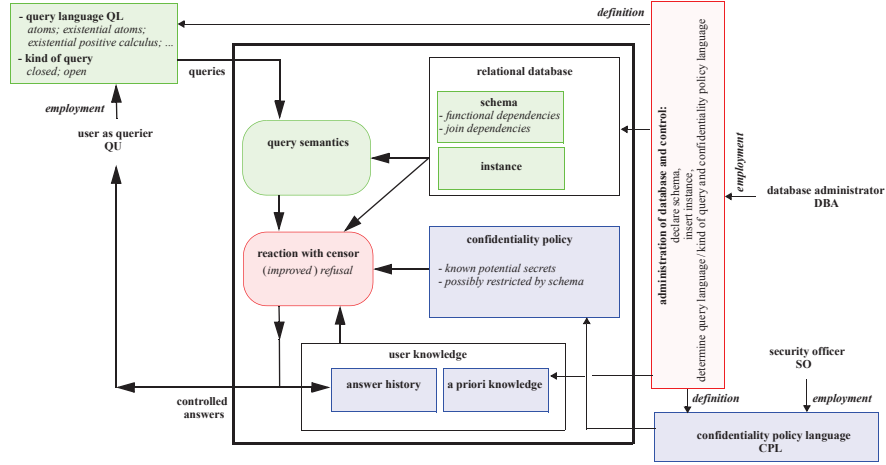 - query language QL
atoms; existential atoms;
existential positive calculus; ...
- kind of query
closed; open
definition
queries
employment
user as querier
QU
relational database
schema
- functional dependencies
- join dependencies
instance
query semantics
reaction with censor
(improved) refusal
confidentiality policy
- known potential secrets
- possibly restricted by schema
user knowledge
answer history
a priori knowledge
controlled
answers
administration of database and control:
declare schema,
insert instance,
determine query language / kind of query and confidentiality policy language
employment
database administrator
DBA
security officer
SO
definition
employment
confidentiality policy language
CPL